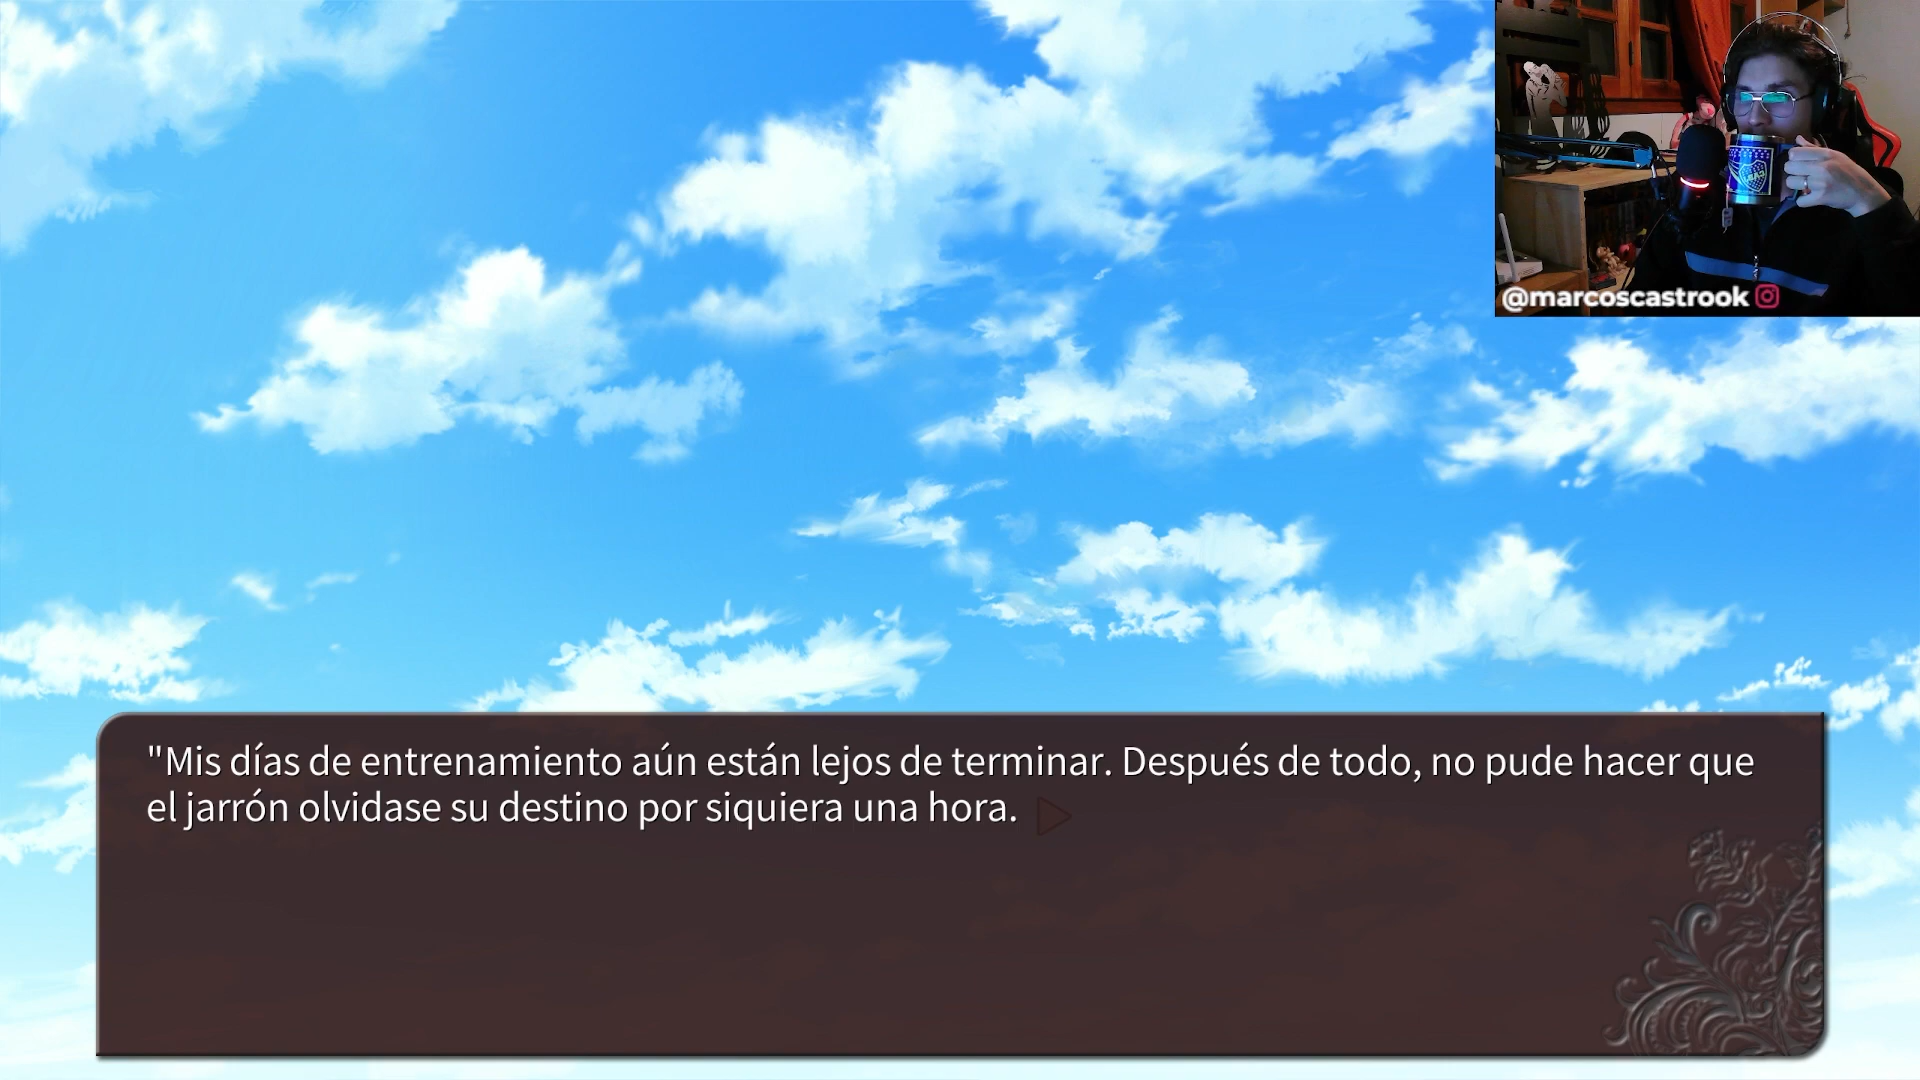 @marcoscastrook
"Mis días de entrenamiento aún están lejos de terminar. Después de todo, no pude hacer que
el jarrón olvidase su destino por siquiera una hora.